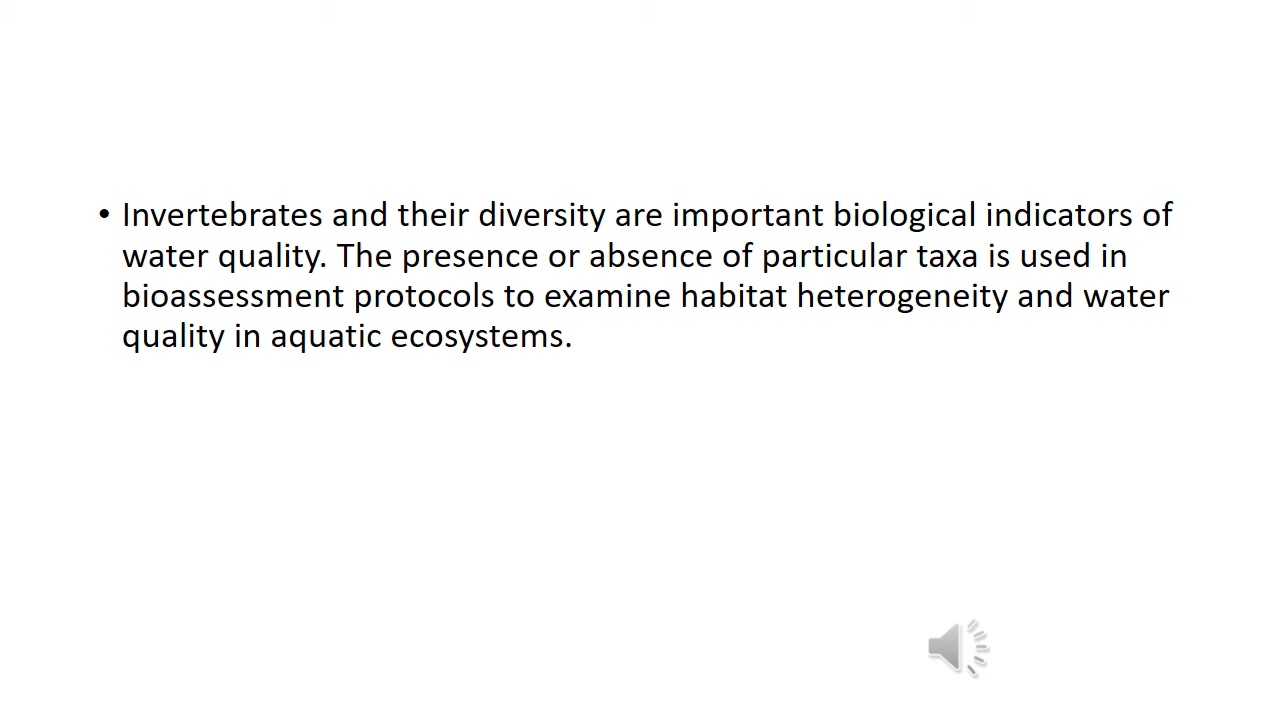 • Invertebrates and their diversity are important biological indicators of
water quality. The presence or absence of particular taxa is used in
bioassessment protocols to examine habitat heterogeneity and water
quality in aquatic ecosystems.